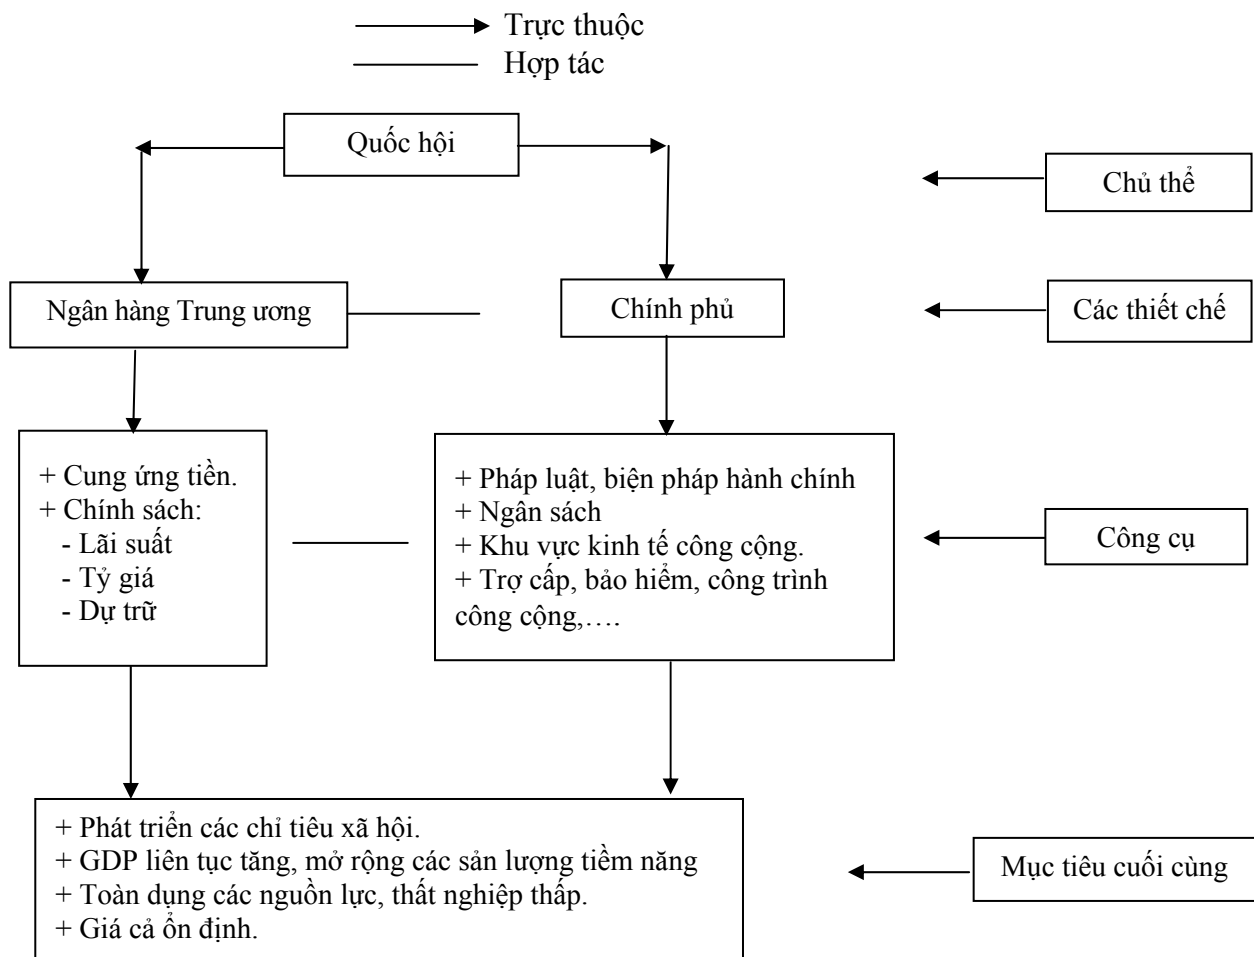 Trực thuộc
Hợp tác
Quốc hội
Chủ thể
Ngân hàng Trung ương
Chính phủ
Các thiết chế
+ Cung ứng tiền.
+ Chính sách:
- Lãi suất
- Tỷ giá
- Dự trữ
+ Pháp luật, biện pháp hành chính
+ Ngân sách
+ Khu vực kinh tế công cộng.
+ Trợ cấp, bảo hiểm, công trình
công cộng,….
Công cụ
+ Phát triển các chỉ tiêu xã hội.
+ GDP liên tục tăng, mở rộng các sản lượng tiềm năng
+ Toàn dụng các nguồn lực, thất nghiệp thấp.
+ Giá cả ổn định.
Mục tiêu cuối cùng